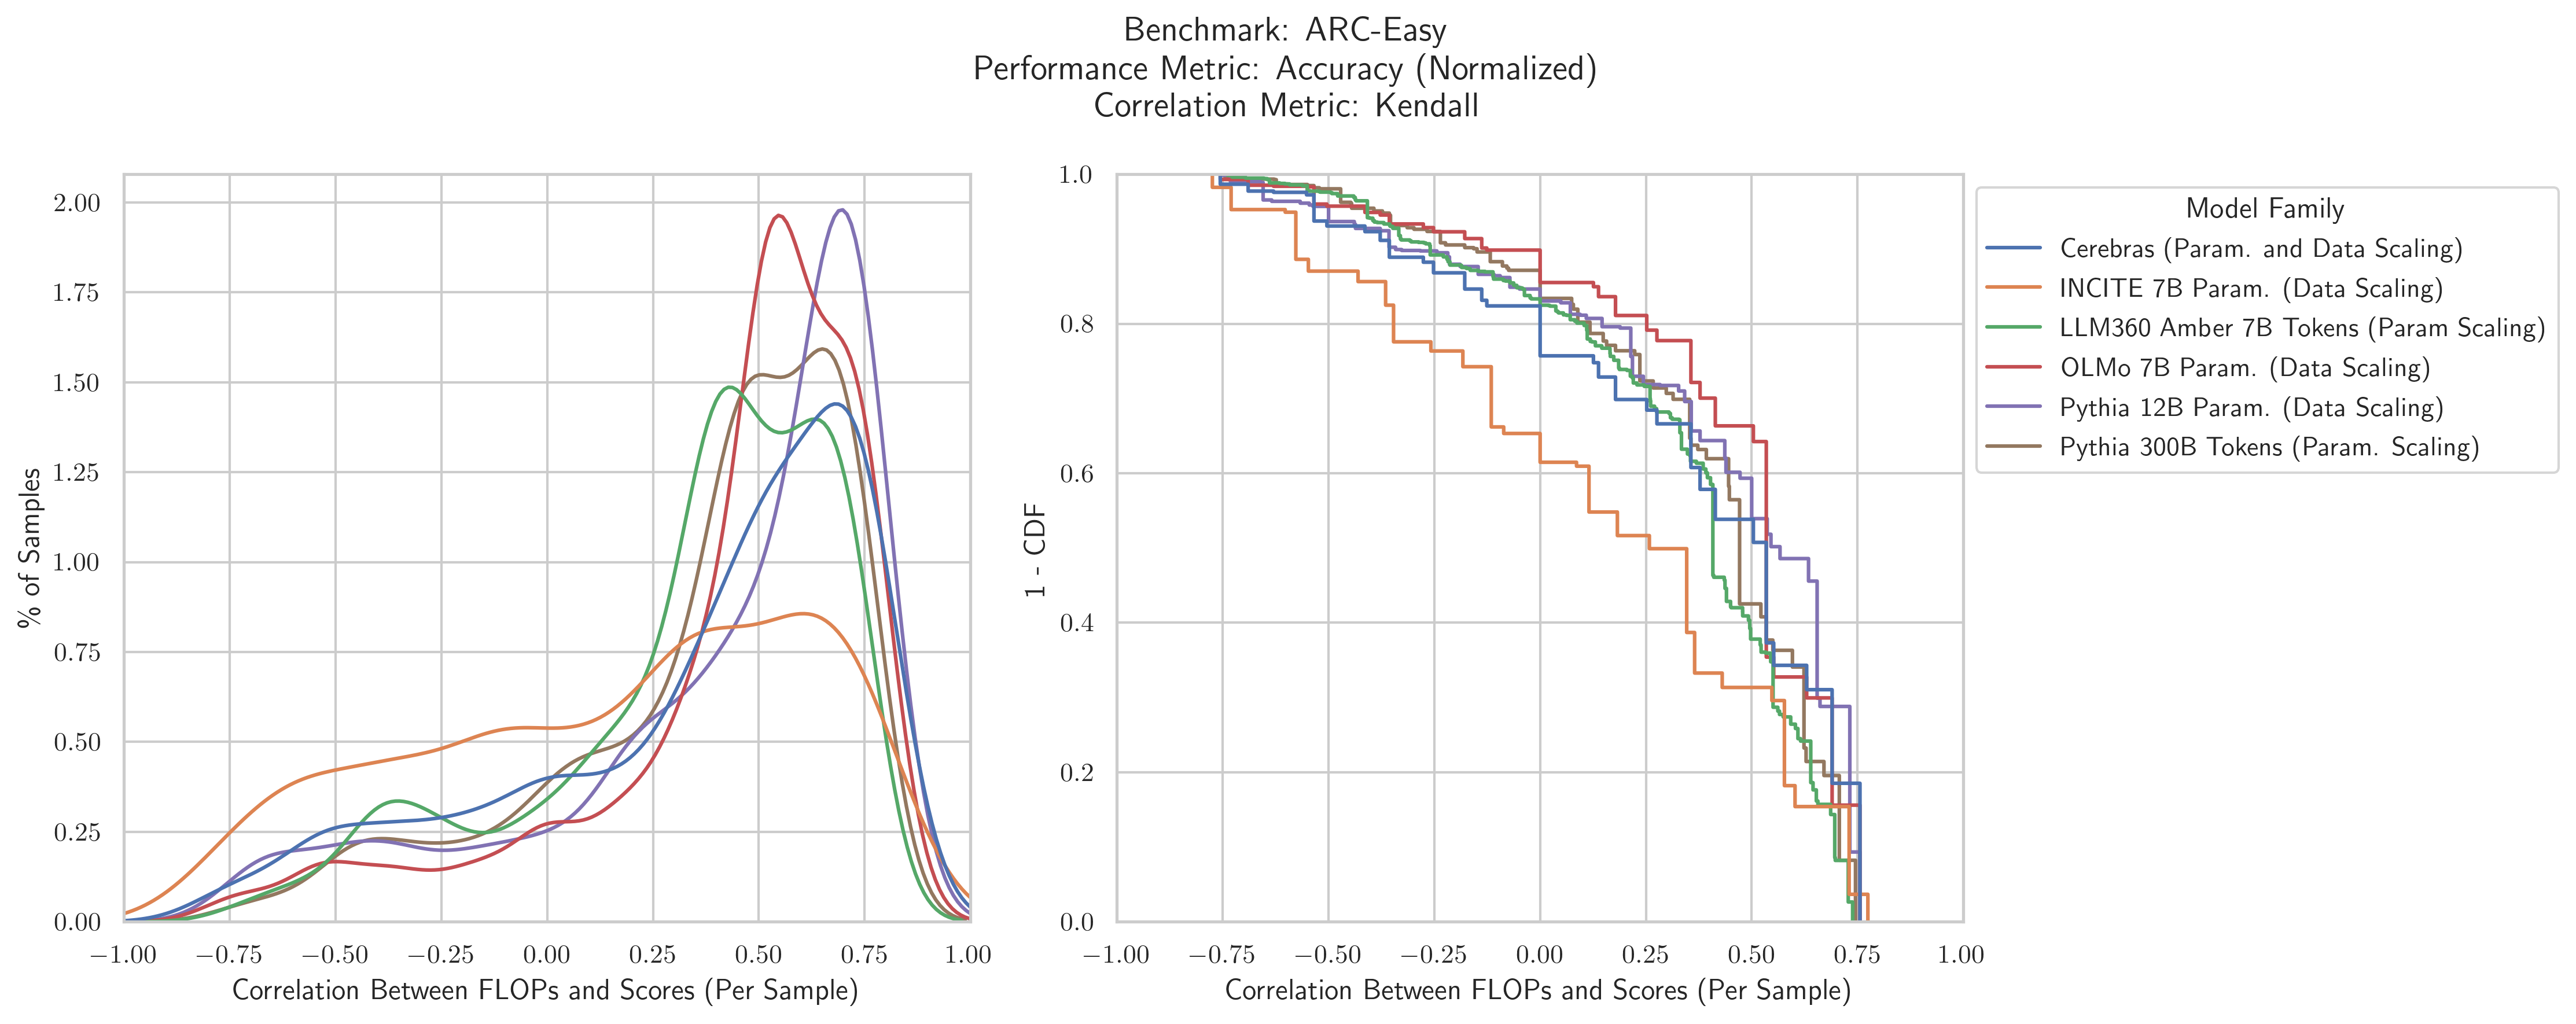 Benchmark: ARC-Easy
Performance Metric: Accuracy (Normalized)
Correlation Metric: Kendall
% of Samples
2.00
1.75
1.50
1.25
1.00
0.75
0.50
0.25
0.00
−1.00 −0.75 −0.50 −0.25 0.00 0.25 0.50 0.75 1.00
Correlation Between FLOPs and Scores (Per Sample)
1 - CDF
1.0
0.8
0.6
0.4
0.2
0.0
−1.00 −0.75 −0.50 −0.25 0.00 0.25 0.50 0.75 1.00
Correlation Between FLOPs and Scores (Per Sample)
Model Family
Cerebras (Param. and Data Scaling)
INCITE 7B Param. (Data Scaling)
LLM360 Amber 7B Tokens (Param Scaling)
OLMo 7B Param. (Data Scaling)
Pythia 12B Param. (Data Scaling)
Pythia 300B Tokens (Param. Scaling)